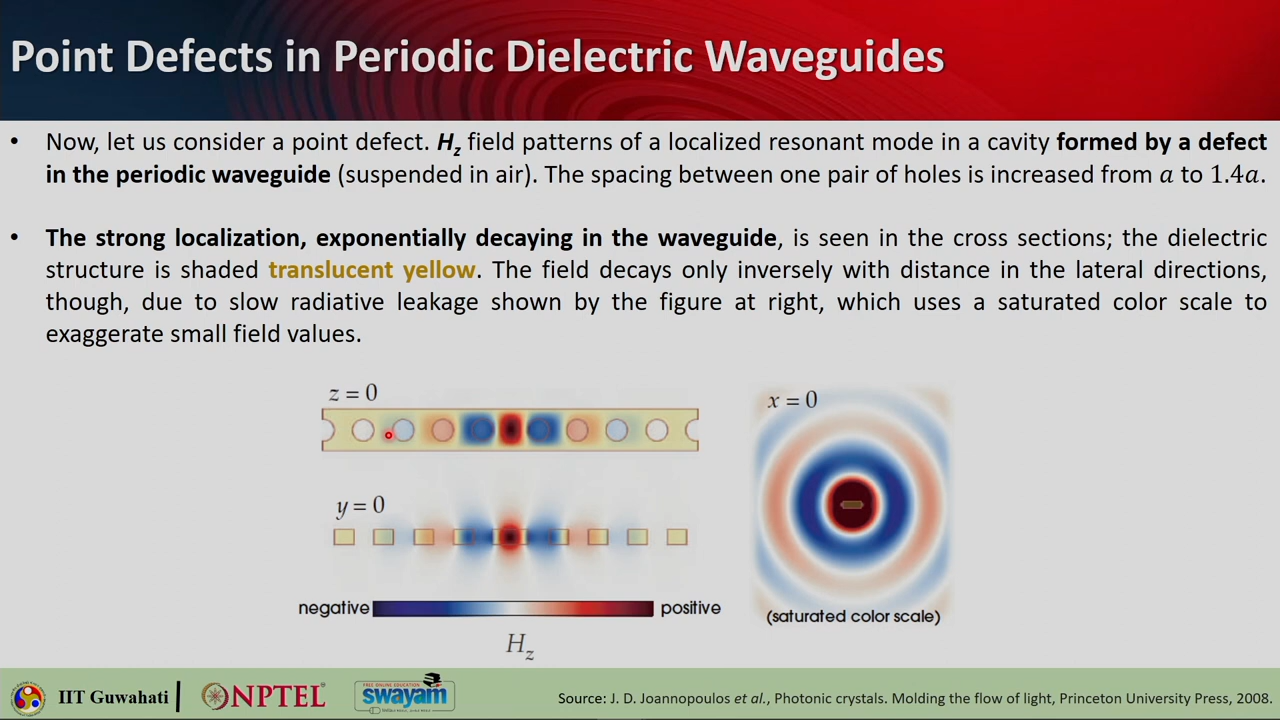 Point Defects in Periodic Dielectric Waveguides
• Now, let us consider a point defect. Hz field patterns of a localized resonant mode in a cavity formed by a defect
in the periodic waveguide (suspended in air). The spacing between one pair of holes is increased from a to 1.4a.
• The strong localization, exponentially decaying in the waveguide, is seen in the cross sections; the dielectric
structure is shaded translucent yellow. The field decays only inversely with distance in the lateral directions,
though, due to slow radiative leakage shown by the figure at right, which uses a saturated color scale to
exaggerate small field values.
z = 0
x = 0
y = 0
negative positive
(saturated color scale)
Hz
IIT Guwahati NPTEL FREE ONLINE EDUCATION swayam
Source: J. D. Joannopoulos et al., Photonic crystals. Molding the flow of light, Princeton University Press, 2008.